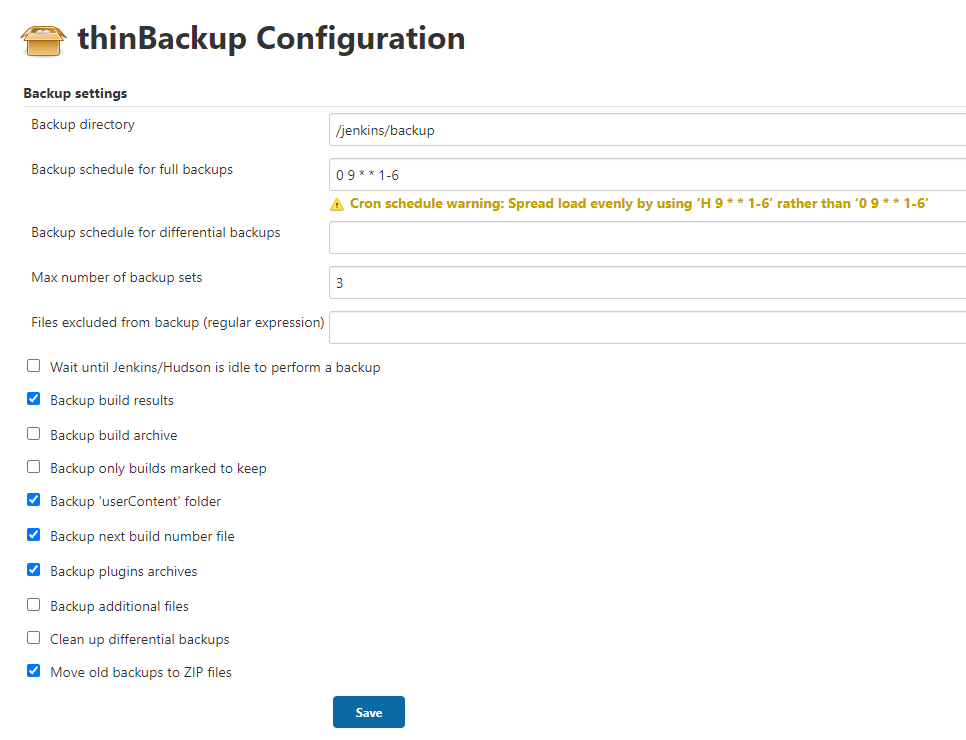 thinBackup Configuration
Backup settings
Backup directory
/jenkins/backup
Backup schedule for full backups
0 9 * * 1-6
Cron schedule warning: Spread load evenly by using ‘H 9 * * 1-6’ rather than ‘0 9 * * 1-6’
Backup schedule for differential backups
Max number of backup sets
3
Files excluded from backup (regular expression)
Wait until Jenkins/Hudson is idle to perform a backup
Backup build results
Backup build archive
Backup only builds marked to keep
Backup 'userContent' folder
Backup next build number file
Backup plugins archives
Backup additional files
Clean up differential backups
Move old backups to ZIP files
Save